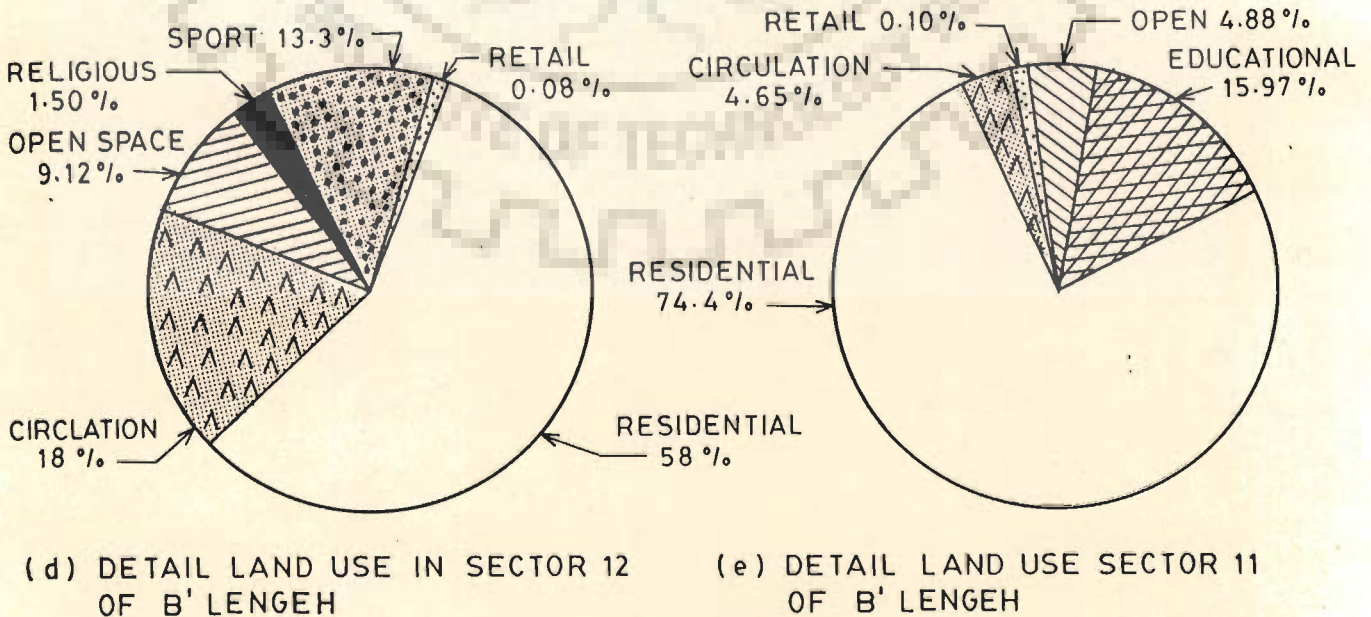 SPORT 13.3%
RETAIL
0.08%
RELIGIOUS
1.50%
OPEN SPACE
9.12%
CIRCLATION
18%
RESIDENTIAL
58%
(d) DETAIL LAND USE IN SECTOR 12
OF B' LENGEH
RETAIL 0.10%
OPEN 4.88%
CIRCULATION
4.65%
EDUCATIONAL
15.97%
RESIDENTIAL
74.4%
(e) DETAIL LAND USE SECTOR 11
OF B' LENGEH
OF TECHNO